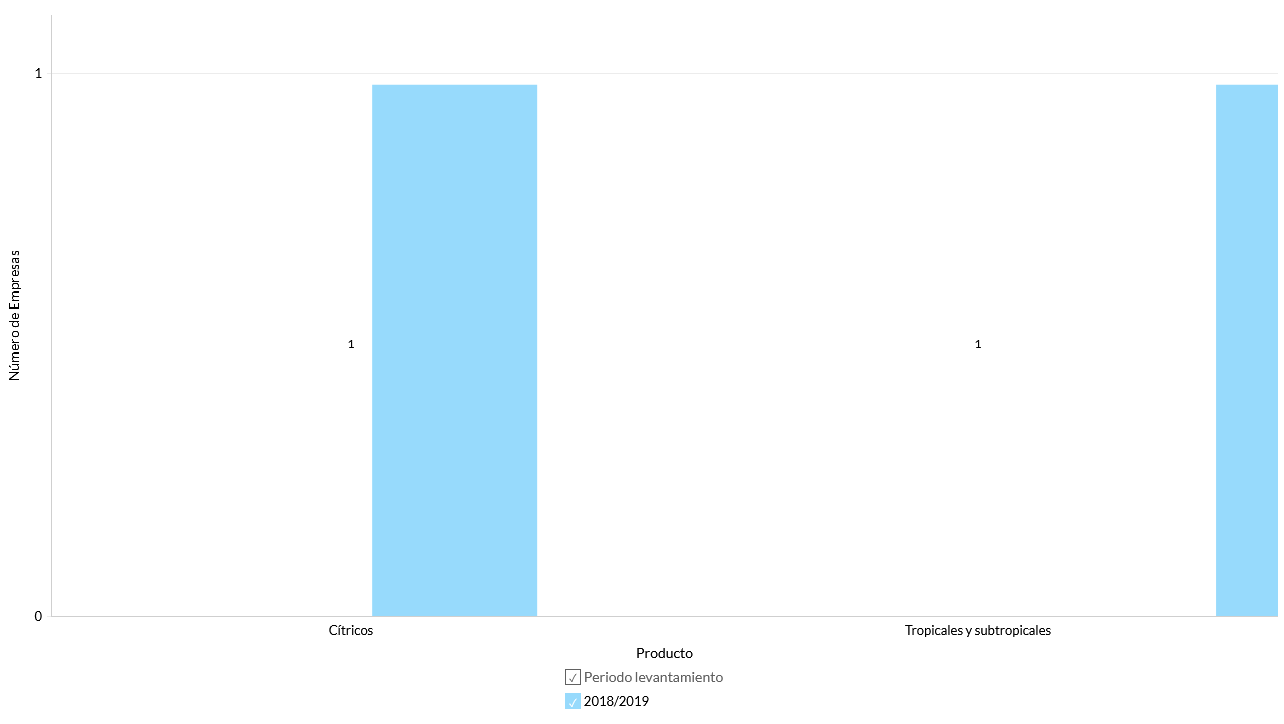 1
Número de Empresas
1
1
0
Cítricos
Tropicales y subtropicales
Producto
Periodo levantamiento
2018/2019